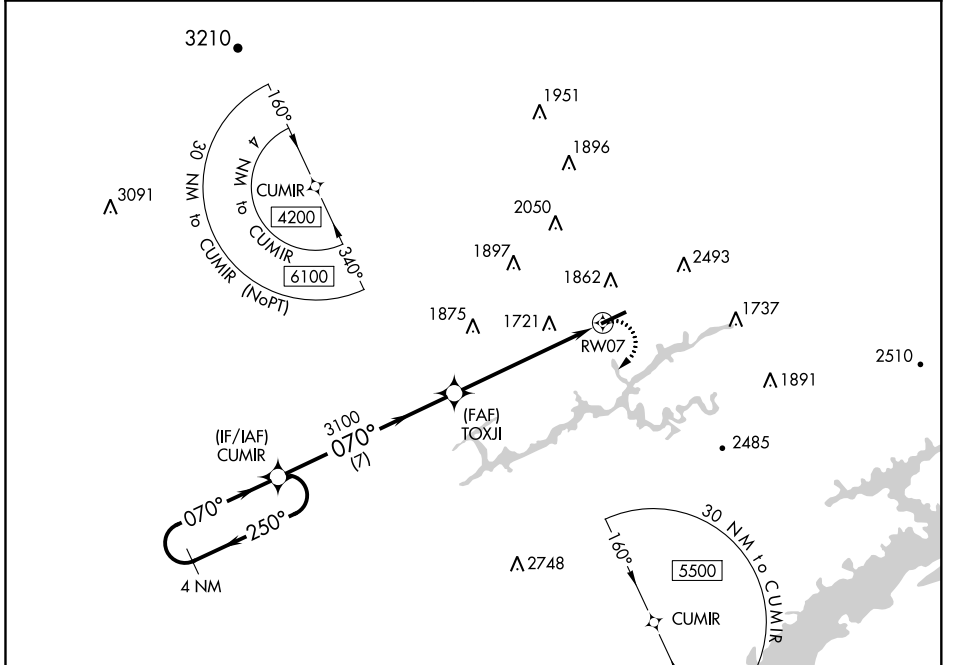 3210
160°
4 NM to CUMIR
30 NM to CUMIR (NoPT)
CUMIR
4200
6100
340°
3091
1951
1896
2050
1897
1862
2493
1875
1721
1737
RW07
2510
1891
(FAF)
TOXJI
3100
070°
(7)
(IF/IAF)
CUMIR
2485
070°
250°
4 NM
2748
30 NM to CUMIR
160°
5500
CUMIR